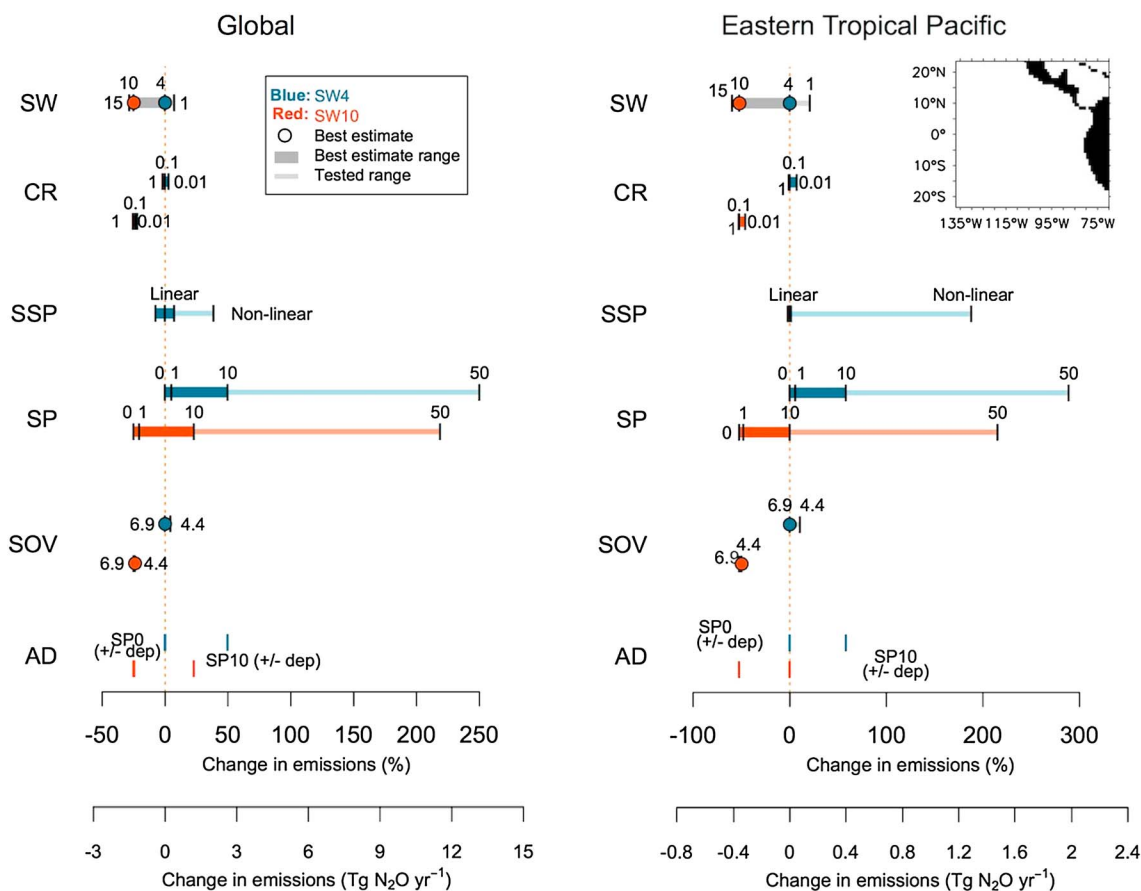 Global
Eastern Tropical Pacific
SW
10 4
15 1
Blue: SW4
Red: SW10
Best estimate
Best estimate range
Tested range
CR
0.1
1 0.01
0.1
1 0.01
SSP
Linear
Non-linear
SP
0 1 10 50
0 1 10 50
SOV
6.9 4.4
6.9 4.4
AD
SP0
(+/- dep)
SP10 (+/- dep)
-50 0 50 100 150 200 250
Change in emissions (%)
-3 0 3 6 9 12 15
Change in emissions (Tg N₂O yr⁻¹)
SW
10 4 1
15
20°N
10°N
0°
10°S
20°S
135°W 115°W 95°W 75°W
CR
0.1
1 0.01
0.1
1 0.01
SSP
Linear
Non-linear
SP
0 1 10 50
0 1 10 50
SOV
6.9 4.4
4.4
6.9
AD
SP0
(+/- dep)
SP10
(+/- dep)
-100 0 100 200 300
Change in emissions (%)
-0.8 -0.4 0 0.4 0.8 1.2 1.6 2 2.4
Change in emissions (Tg N₂O yr⁻¹)